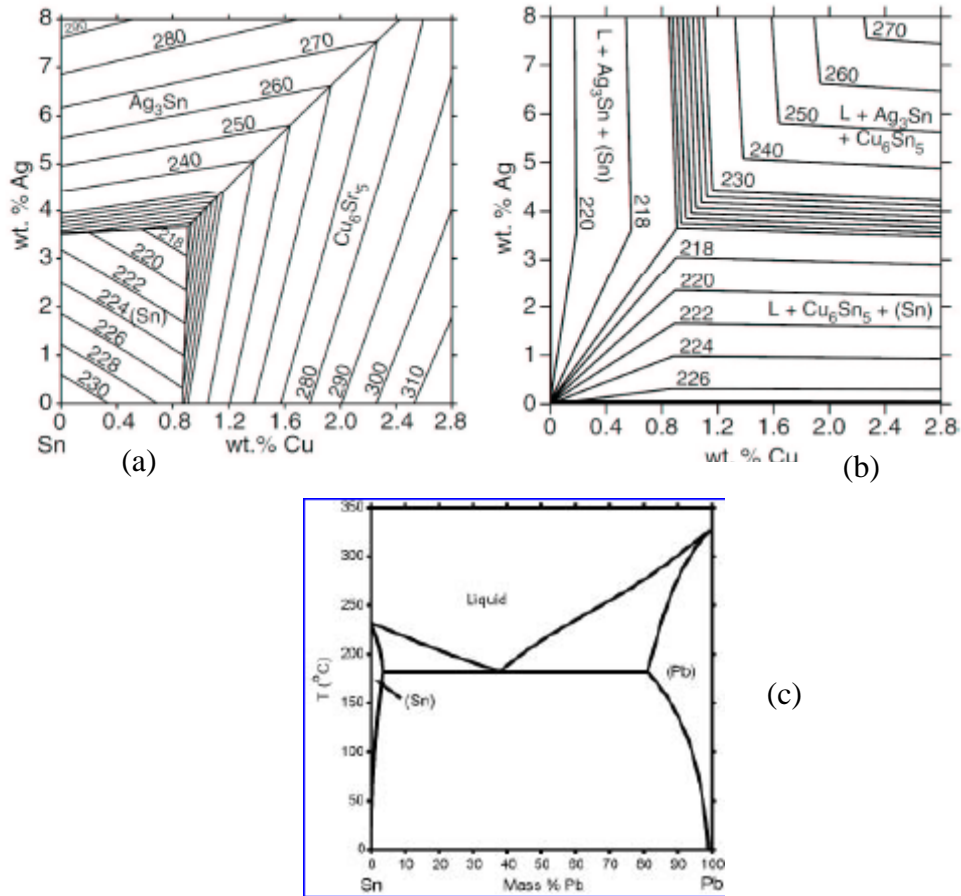 8
7
6
5
4
3
2
1
0
wt. % Ag
290
280
270
Ag3Sn
260
250
240
218
220
222
224 (Sn)
226
228
230
Cu6Sn5
280
290
300
310
0 0.4 0.8 1.2 1.6 2.0 2.4 2.8
Sn
wt.% Cu
(a)
8
7
6
5
4
3
2
1
0
wt. % Ag
L + Ag3Sn + (Sn)
220
218
270
260
250 L + Ag3Sn
+ Cu6Sn5
240
230
218
220
L + Cu6Sn5 + (Sn)
222
224
226
0 0.4 0.8 1.2 1.6 2.0 2.4 2.8
wt.% Cu
(b)
350
300
250
200
150
100
50
0
T (°C)
Liquid
(Pb)
(Sn)
0 10 20 30 40 50 60 70 80 90 100
Sn Mass % Pb Pb
(c)